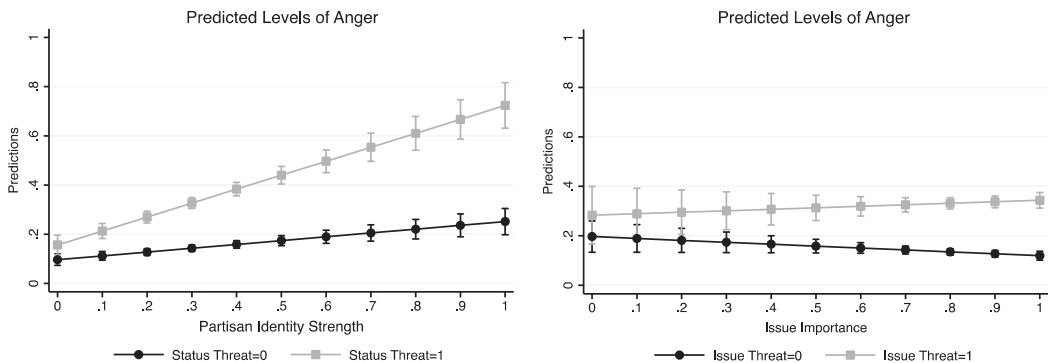 Predicted Levels of Anger
1
.8
.6
.4
.2
0
Predictions
0 .1 .2 .3 .4 .5 .6 .7 .8 .9 1
Partisan Identity Strength
Status Threat=0 Status Threat=1
Predicted Levels of Anger
1
.8
.6
.4
.2
0
Predictions
0 .1 .2 .3 .4 .5 .6 .7 .8 .9 1
Issue Importance
Issue Threat=0 Issue Threat=1